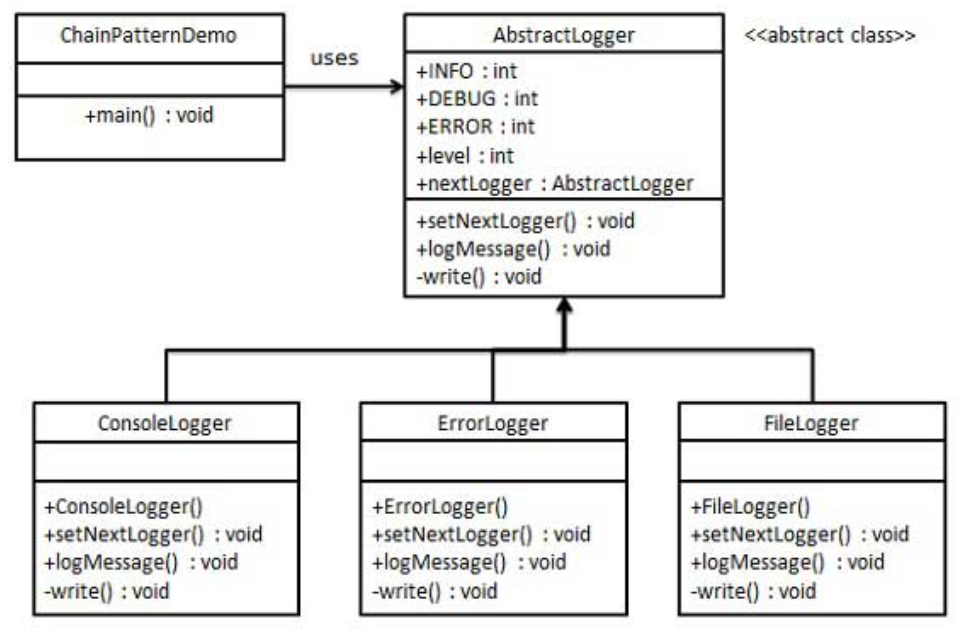 ChainPatternDemo
+main() : void
uses
AbstractLogger
<<abstract class>>
+INFO : int
+DEBUG : int
+ERROR : int
+level : int
+nextLogger : AbstractLogger
+setNextLogger() : void
+logMessage() : void
-write() : void
ConsoleLogger
+ConsoleLogger()
+setNextLogger() : void
+logMessage() : void
-write() : void
ErrorLogger
+ErrorLogger()
+setNextLogger() : void
+logMessage() : void
-write() : void
FileLogger
+FileLogger()
+setNextLogger() : void
+logMessage() : void
-write() : void